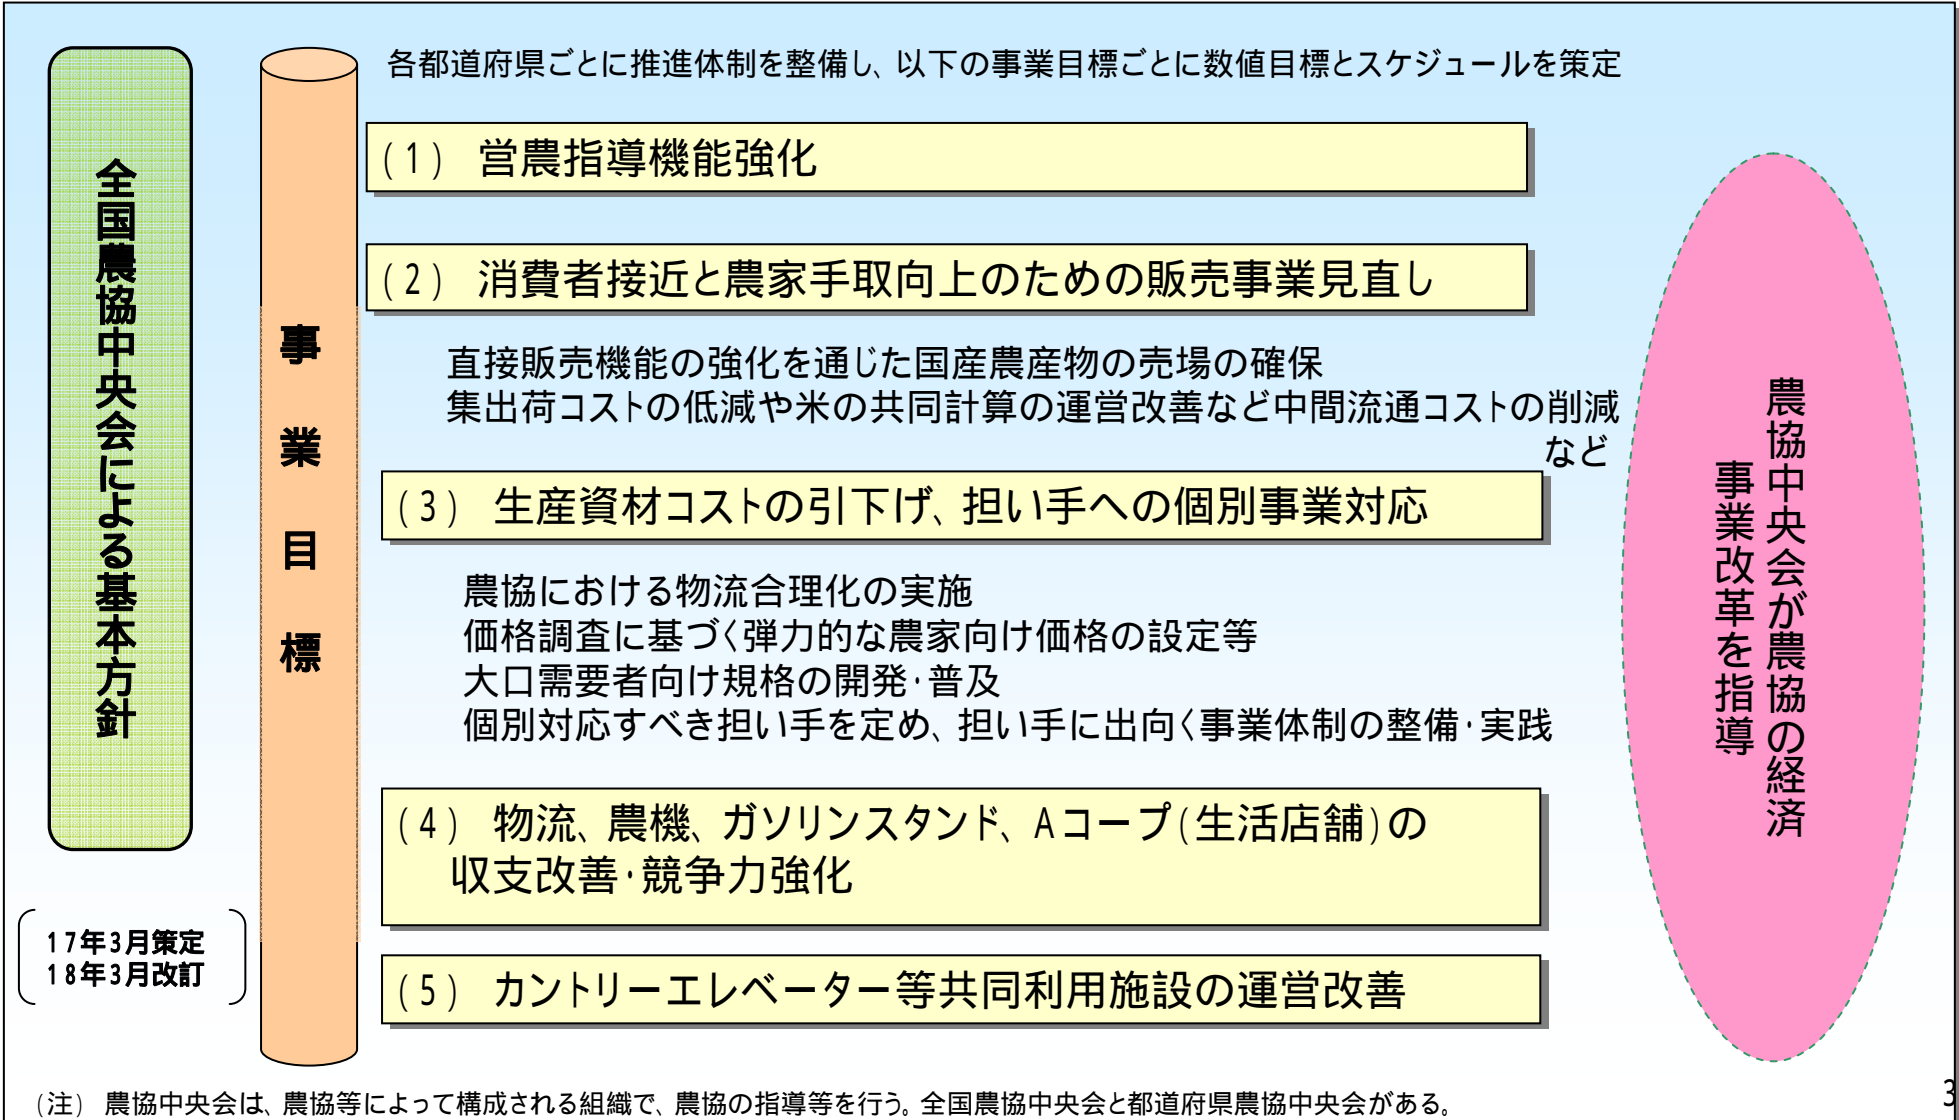 各都道府県ごとに推進体制を整備し、以下の事業目標ごとに数値目標とスケジュールを策定
全国農協中央会による基本方針
17年3月策定
18年3月改訂
事業目標
(1) 営農指導機能強化
(2) 消費者接近と農家手取向上のための販売事業見直し
直接販売機能の強化を通じた国産農産物の売場の確保
集出荷コストの低減や米の共同計算の運営改善など中間流通コストの削減
など
(3) 生産資材コストの引下げ、担い手への個別事業対応
農協における物流合理化の実施
価格調査に基づく弾力的な農家向け価格の設定等
大口需要者向け規格の開発・普及
個別対応すべき担い手を定め、担い手に出向く事業体制の整備・実践
(4) 物流、農機、ガソリンスタンド、Aコープ(生活店舗)の
収支改善・競争力強化
(5) カントリーエレベーター等共同利用施設の運営改善
農協中央会が農協の経済
事業改革を指導
(注) 農協中央会は、農協等によって構成される組織で、農協の指導等を行う。全国農協中央会と都道府県農協中央会がある。
3